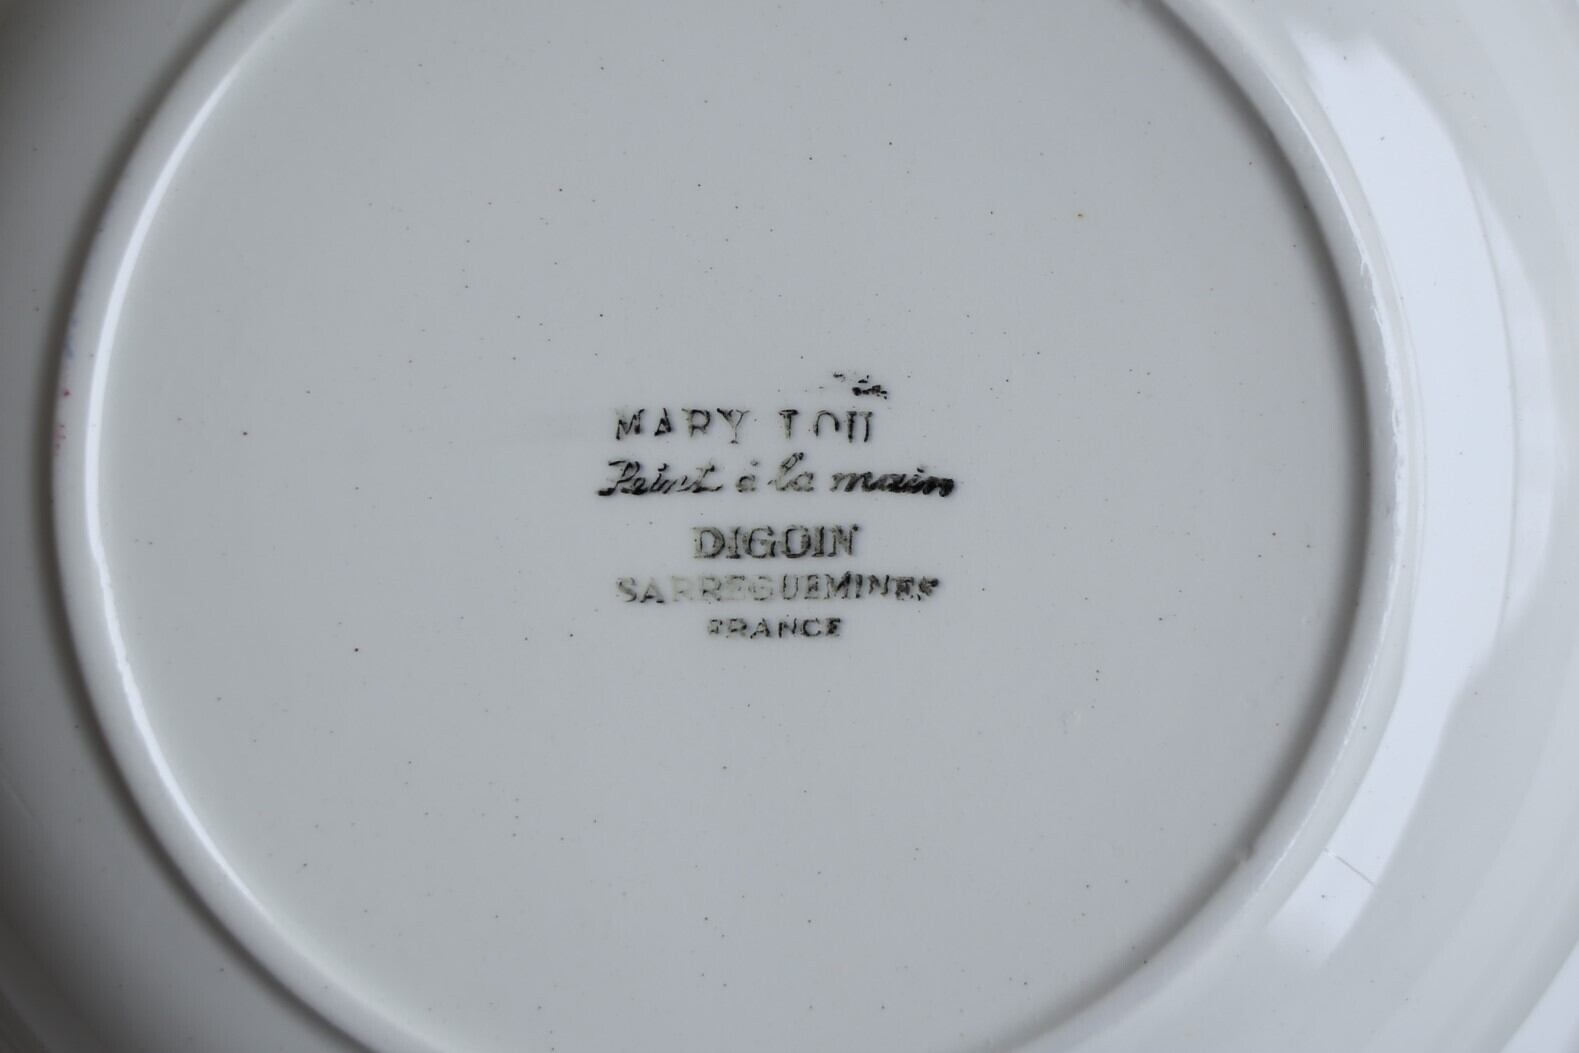 MARY LOU
Peint à la main
DIGOIN
SARREGUEMINES
FRANCE